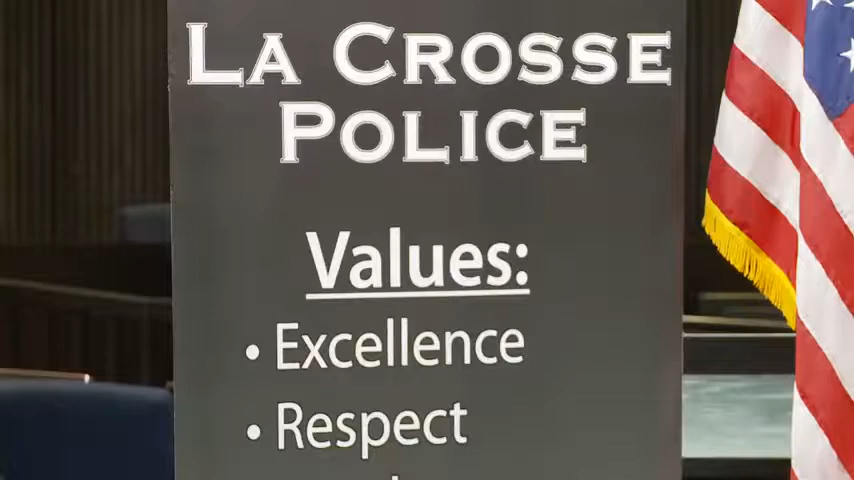 LA CROSSE
POLICE
Values:
• Excellence
• Respect